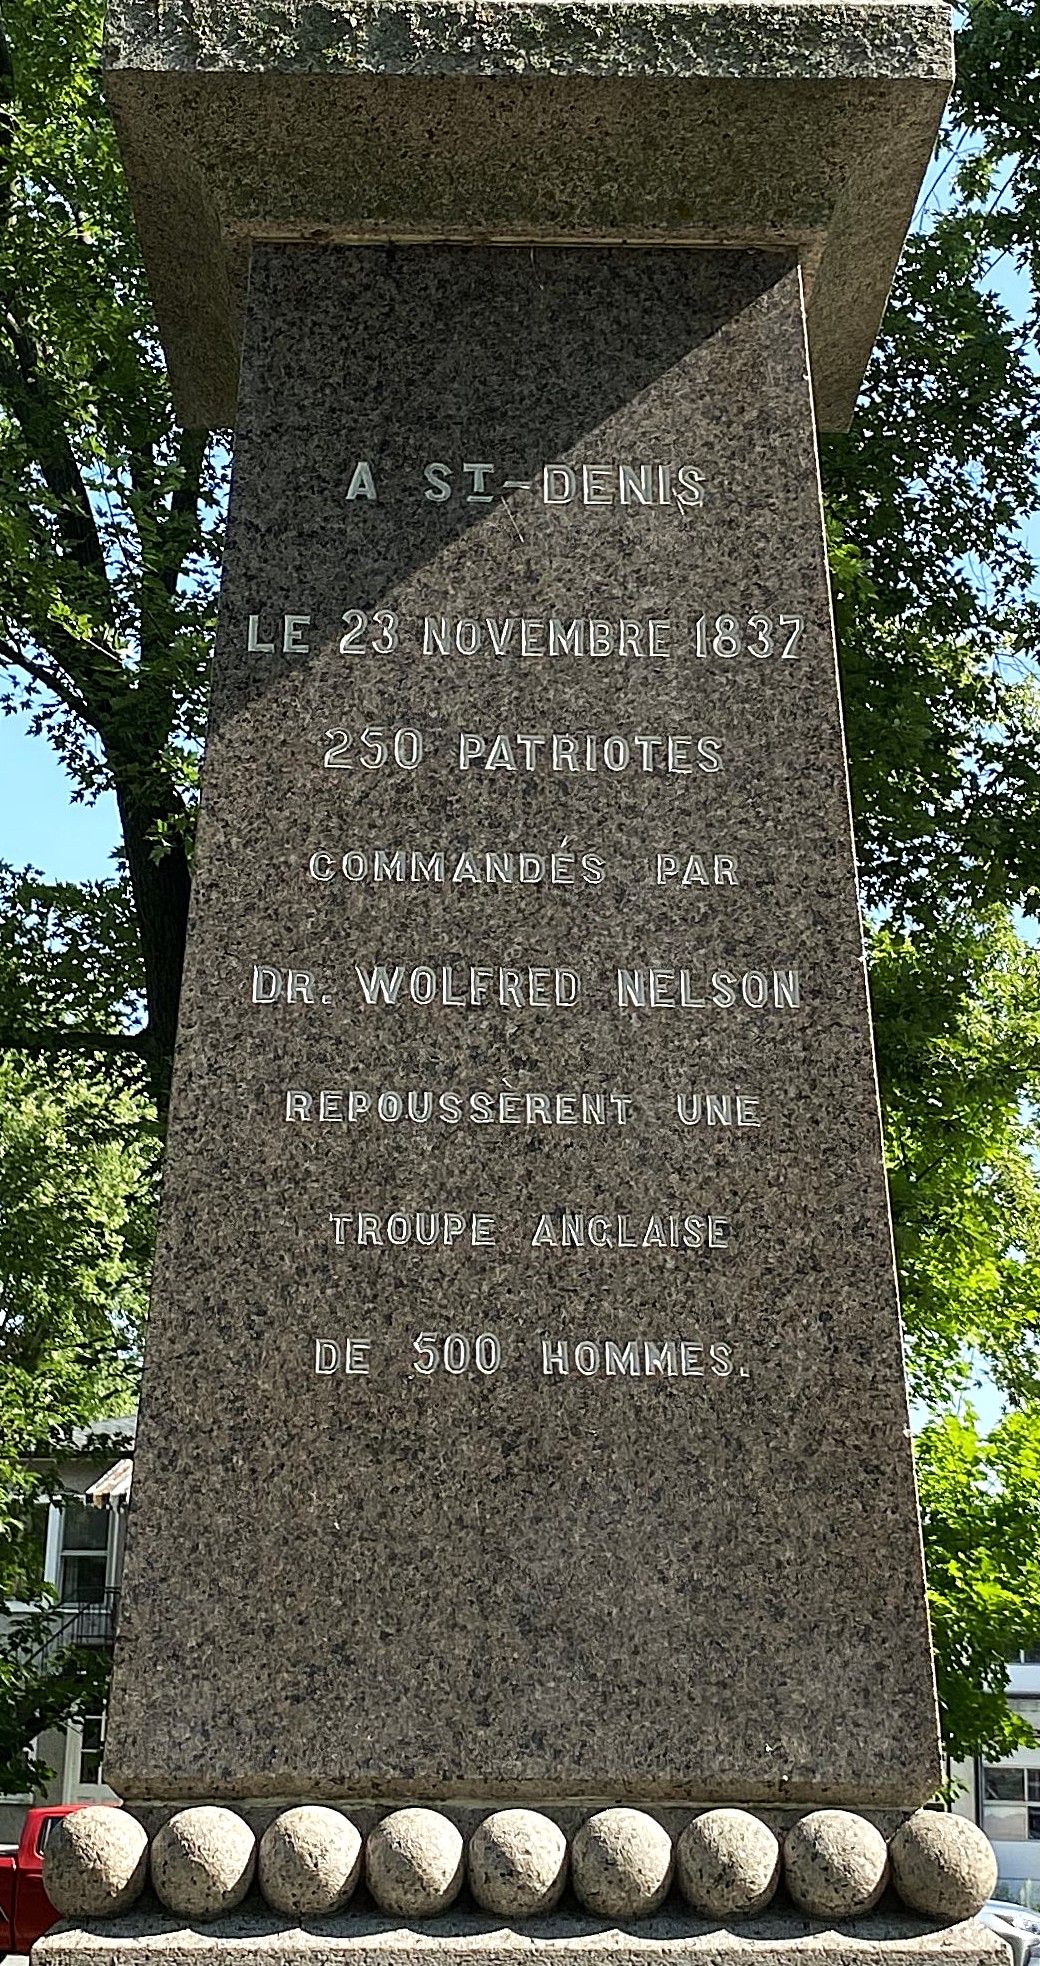 A ST-DENIS
LE 23 NOVEMBRE 1837
250 PATRIOTES
COMMANDÉS PAR
DR. WOLFRED NELSON
REPOUSSÈRENT UNE
TROUPE ANGLAISE
DE 500 HOMMES.